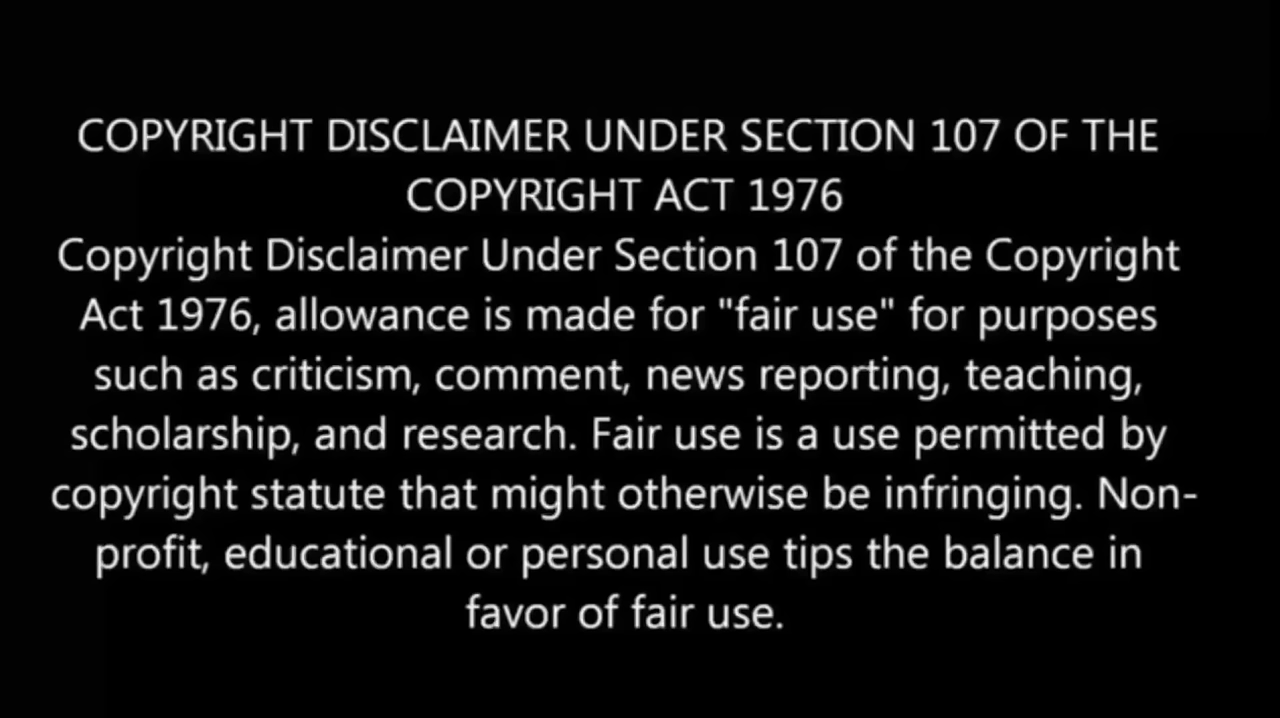 COPYRIGHT DISCLAIMER UNDER SECTION 107 OF THE
COPYRIGHT ACT 1976
Copyright Disclaimer Under Section 107 of the Copyright
Act 1976, allowance is made for "fair use" for purposes
such as criticism, comment, news reporting, teaching,
scholarship, and research. Fair use is a use permitted by
copyright statute that might otherwise be infringing. Non-
profit, educational or personal use tips the balance in
favor of fair use.